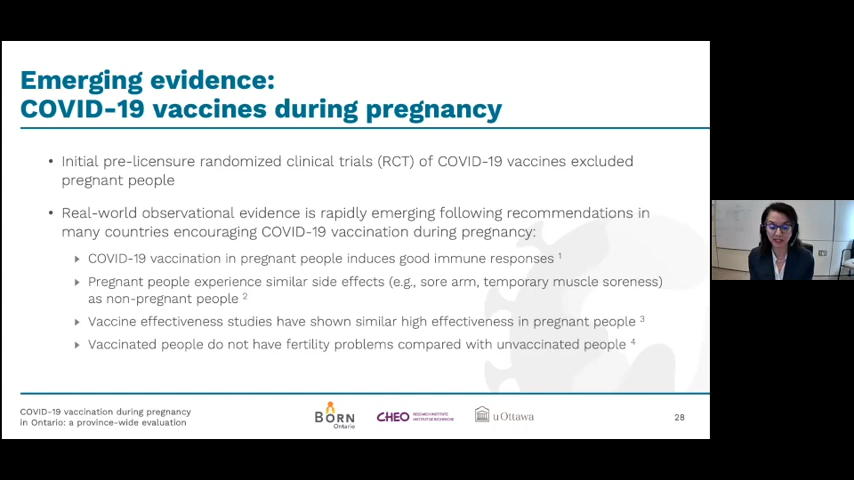 Emerging evidence:
COVID-19 vaccines during pregnancy
• Initial pre-licensure randomized clinical trials (RCT) of COVID-19 vaccines excluded
pregnant people
• Real-world observational evidence is rapidly emerging following recommendations in
many countries encouraging COVID-19 vaccination during pregnancy:
COVID-19 vaccination in pregnant people induces good immune responses 1
Pregnant people experience similar side effects (e.g., sore arm, temporary muscle soreness)
as non-pregnant people 2
Vaccine effectiveness studies have shown similar high effectiveness in pregnant people 3
Vaccinated people do not have fertility problems compared with unvaccinated people 4
COVID-19 vaccination during pregnancy
in Ontario: a province-wide evaluation
BORN
Ontario
CHEO
RESEARCH INSTITUTE
INSTITUT DE RECHERCHE
uOttawa
28